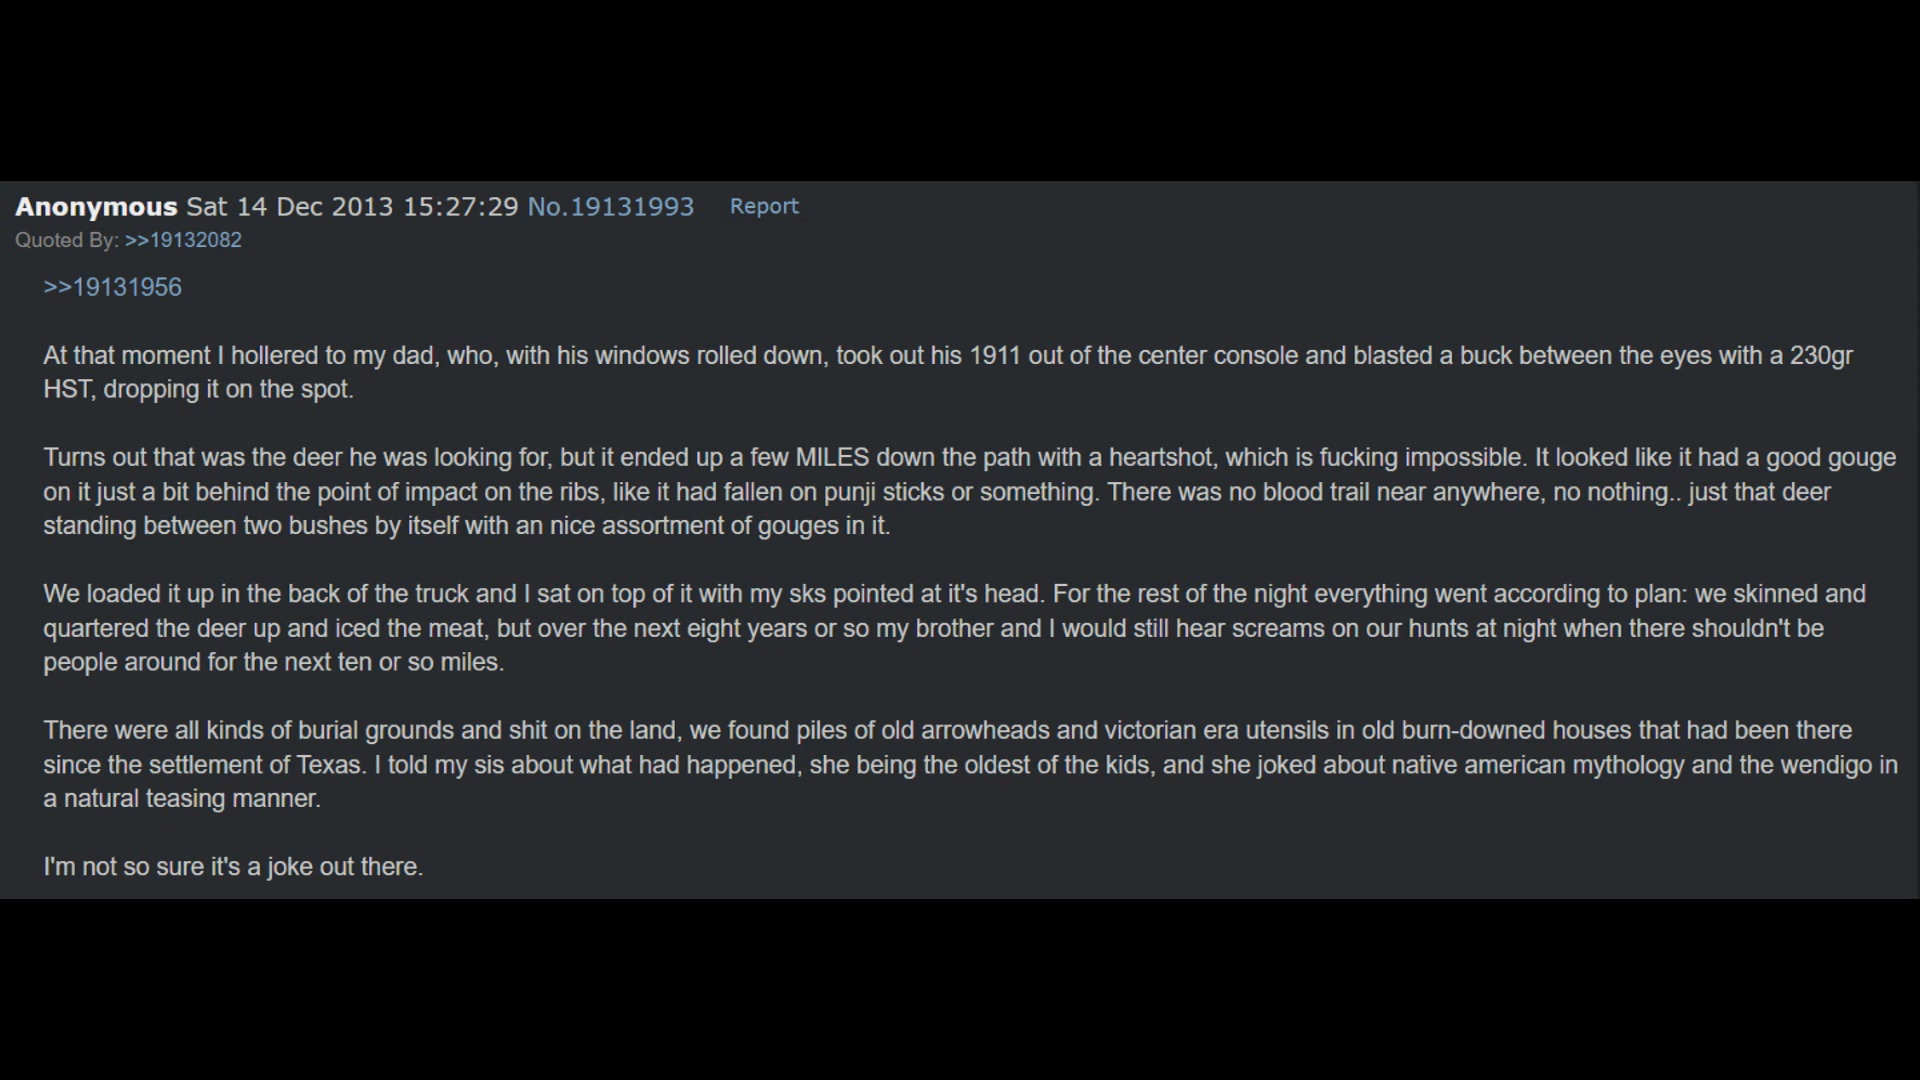 Anonymous Sat 14 Dec 2013 15:27:29 No.19131993 Report
Quoted By: >>19132082
>>19131956
At that moment I hollered to my dad, who, with his windows rolled down, took out his 1911 out of the center console and blasted a buck between the eyes with a 230gr
HST, dropping it on the spot.
Turns out that was the deer he was looking for, but it ended up a few MILES down the path with a heartshot, which is fucking impossible. It looked like it had a good gouge
on it just a bit behind the point of impact on the ribs, like it had fallen on punji sticks or something. There was no blood trail near anywhere, no nothing.. just that deer
standing between two bushes by itself with an nice assortment of gouges in it.
We loaded it up in the back of the truck and I sat on top of it with my sks pointed at it's head. For the rest of the night everything went according to plan: we skinned and
quartered the deer up and iced the meat, but over the next eight years or so my brother and I would still hear screams on our hunts at night when there shouldn't be
people around for the next ten or so miles.
There were all kinds of burial grounds and shit on the land, we found piles of old arrowheads and victorian era utensils in old burn-downed houses that had been there
since the settlement of Texas. I told my sis about what had happened, she being the oldest of the kids, and she joked about native american mythology and the wendigo in
a natural teasing manner.
I'm not so sure it's a joke out there.